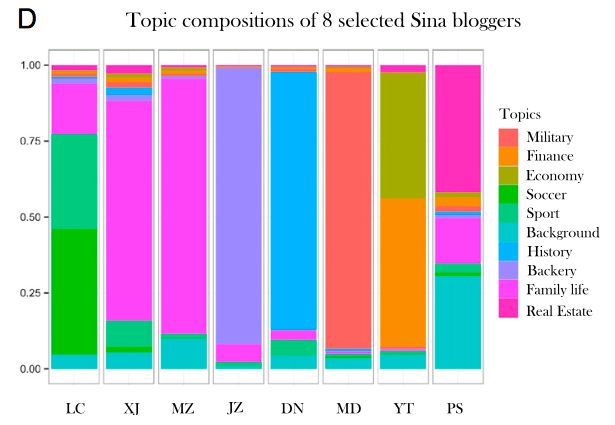 D
Topic compositions of 8 selected Sina bloggers
1.00
0.75
0.50
0.25
0.00
LC XJ MZ JZ DN MD YT PS
Topics
Military
Finance
Economy
Soccer
Sport
Background
History
Backery
Family life
Real Estate